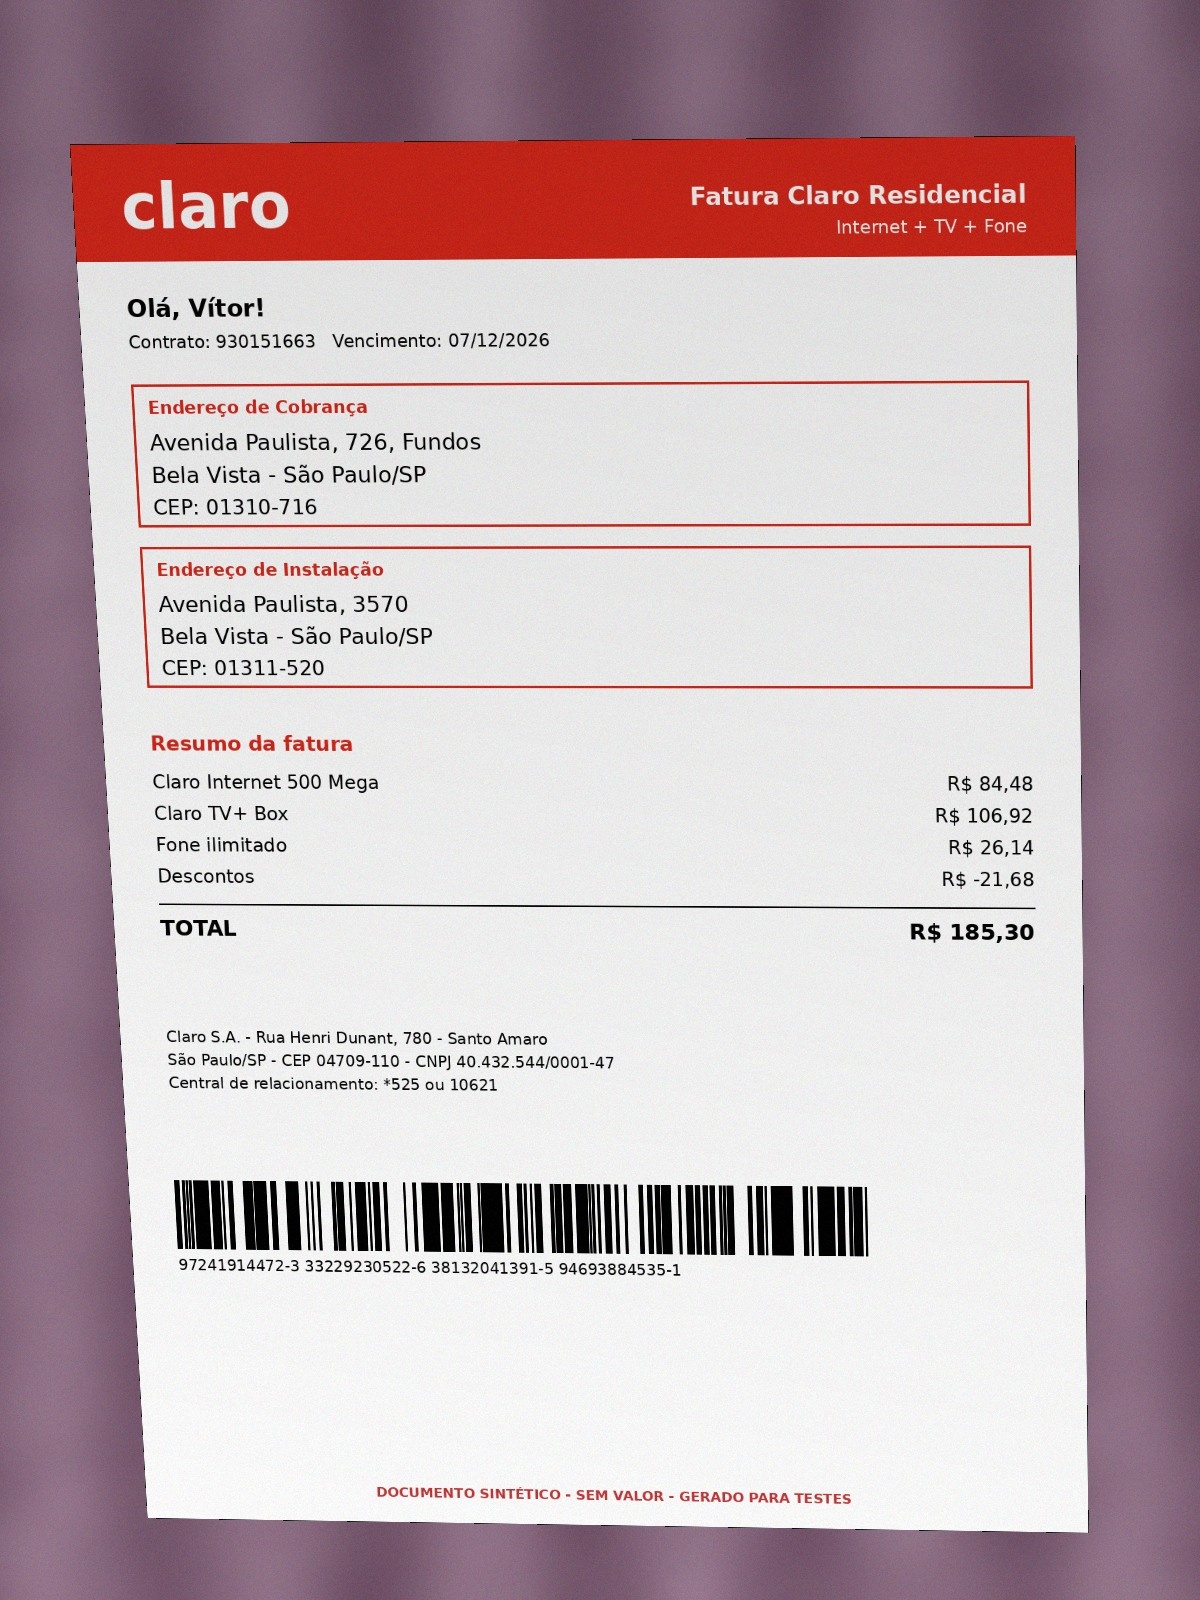 claro
Fatura Claro Residencial
Internet + TV + Fone
Olá, Vítor!
Contrato: 930151663   Vencimento: 07/12/2026
Endereço de Cobrança
Avenida Paulista, 726, Fundos
Bela Vista - São Paulo/SP
CEP: 01310-716
Endereço de Instalação
Avenida Paulista, 3570
Bela Vista - São Paulo/SP
CEP: 01311-520
Resumo da fatura
Claro Internet 500 Mega R$ 84,48
Claro TV+ Box R$ 106,92
Fone ilimitado R$ 26,14
Descontos R$ -21,68
TOTAL R$ 185,30
Claro S.A. - Rua Henri Dunant, 780 - Santo Amaro
São Paulo/SP - CEP 04709-110 - CNPJ 40.432.544/0001-47
Central de relacionamento: *525 ou 10621
97241914472-3 33229230522-6 38132041391-5 94693884535-1
DOCUMENTO SINTÉTICO - SEM VALOR - GERADO PARA TESTES